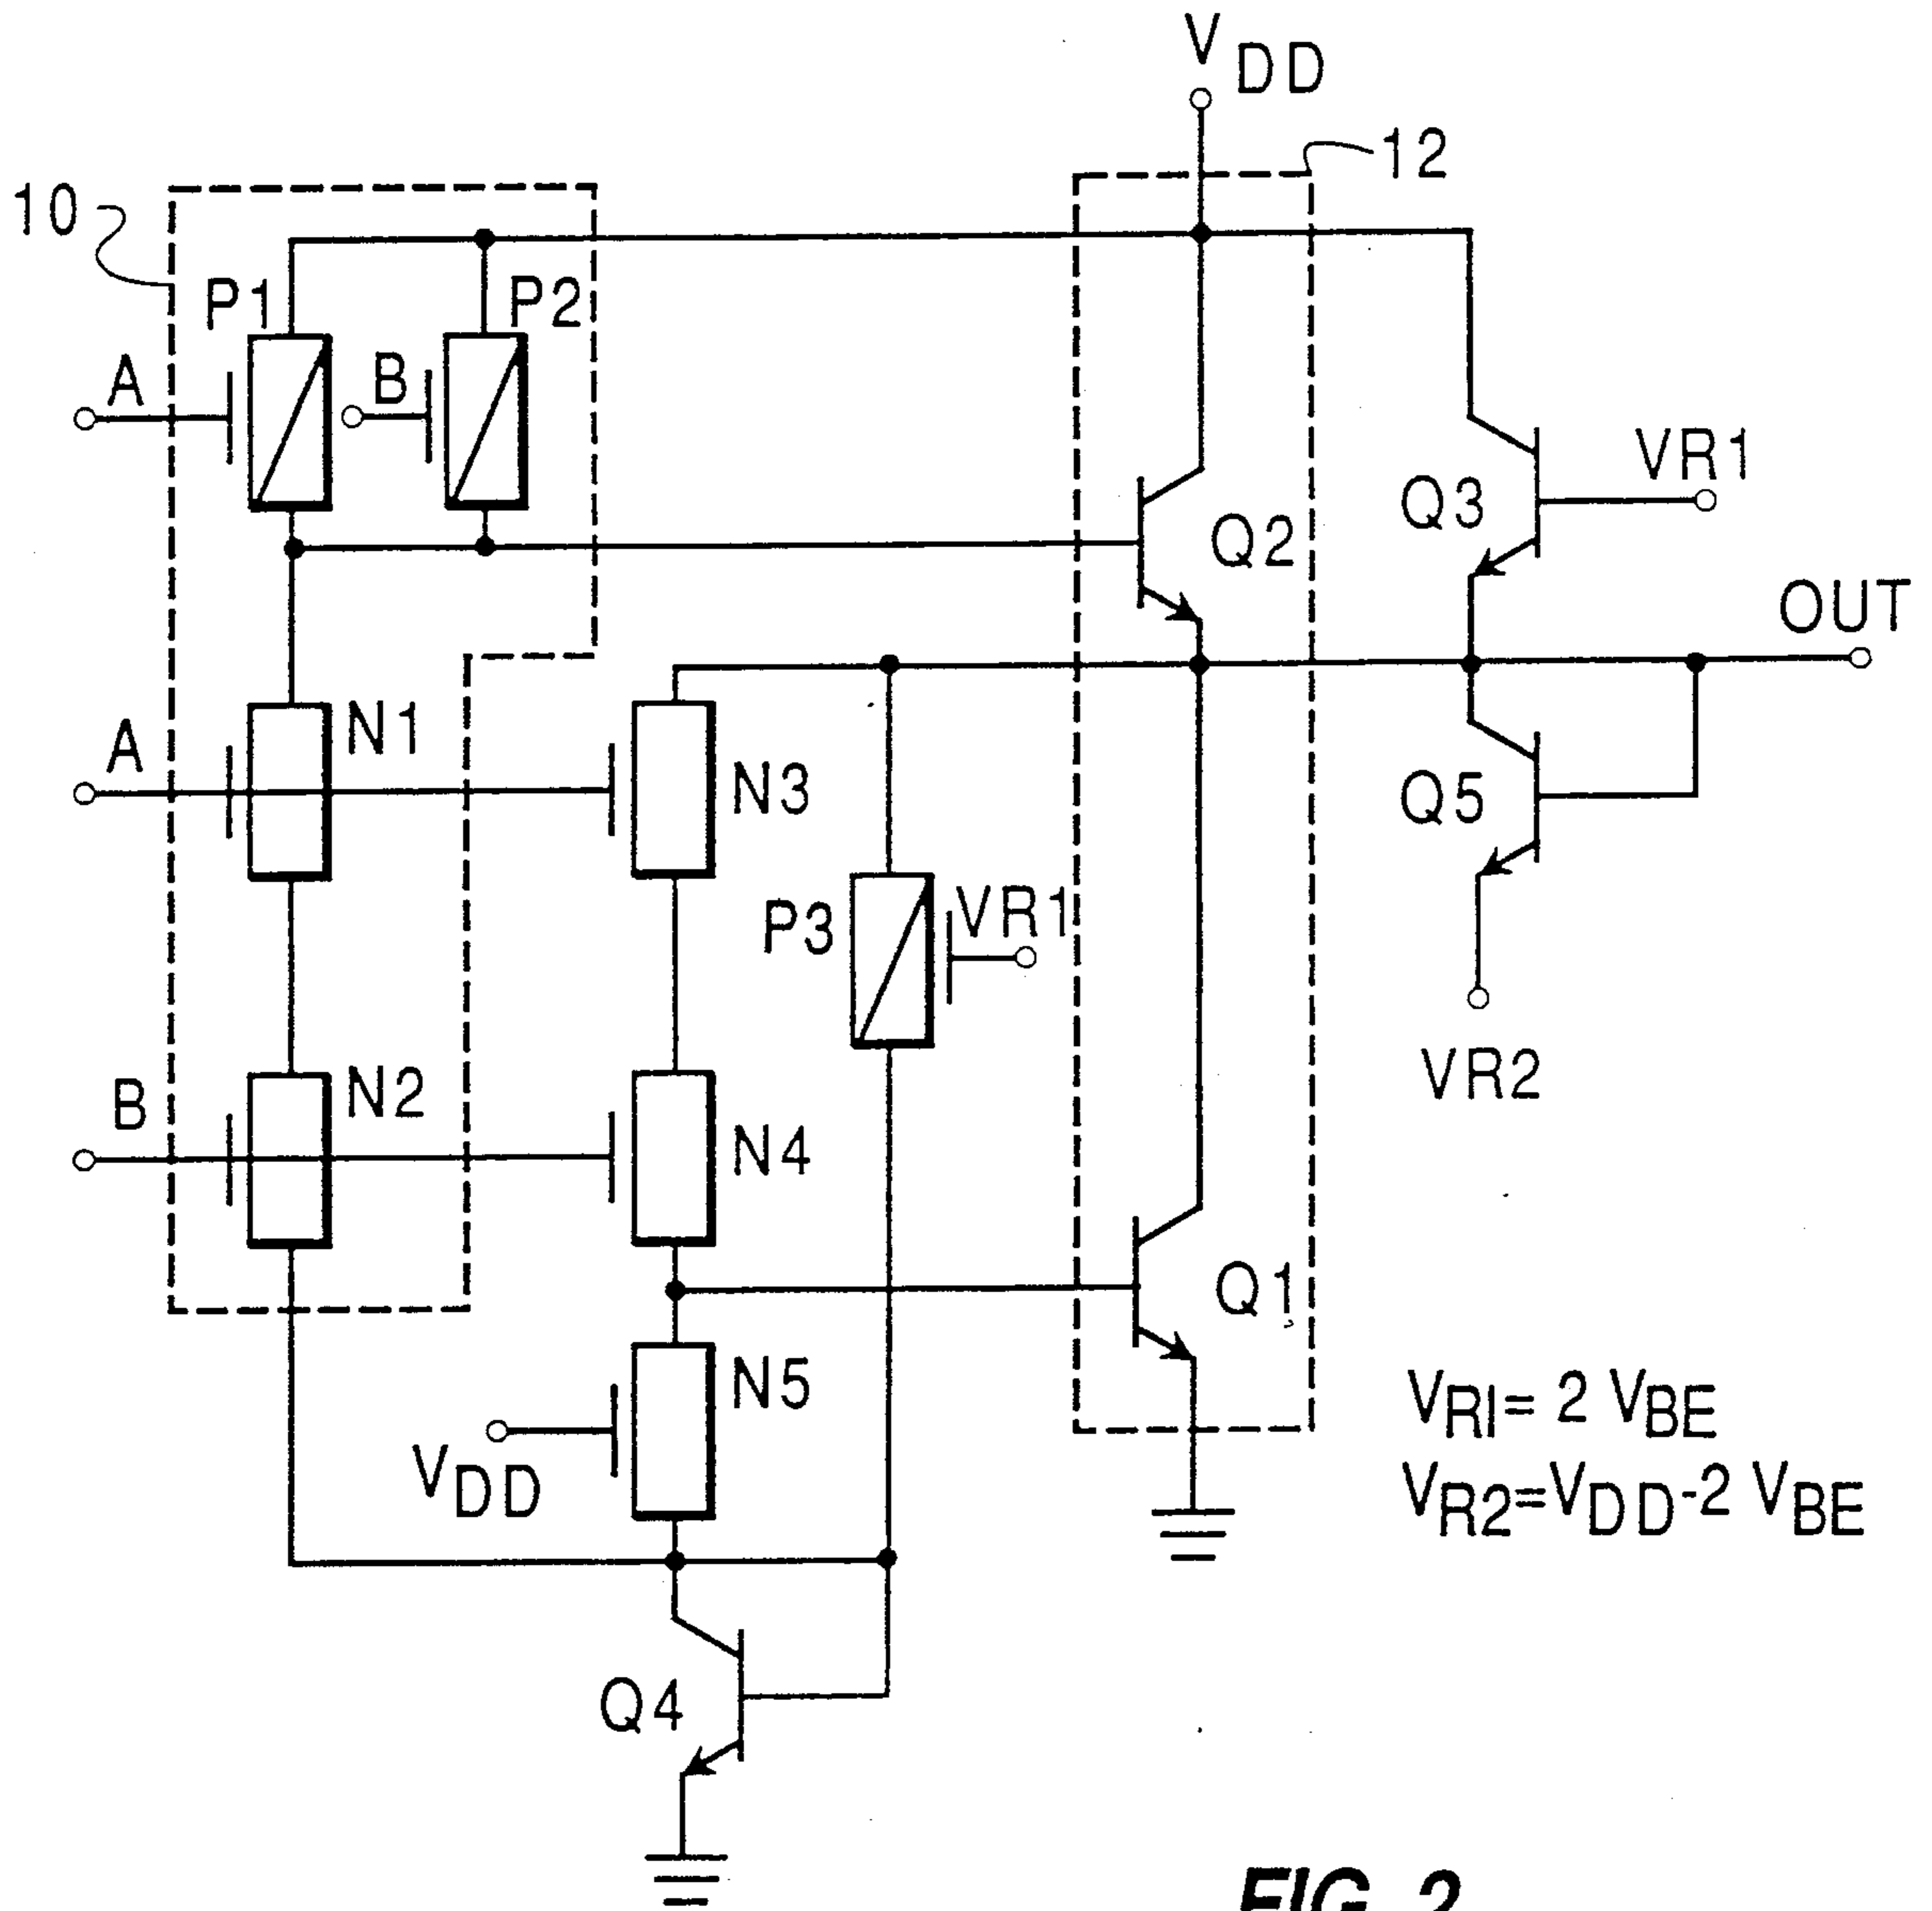 V DD
12
10
P1
P2
A
B
Q3
VR1
Q2
OUT
A
N1
N3
Q5
P3
VR1
B
N2
N4
VR2
Q1
N5
VDD
VRI= 2 VBE
VR2=VDD-2 VBE
Q4
FIG. 2